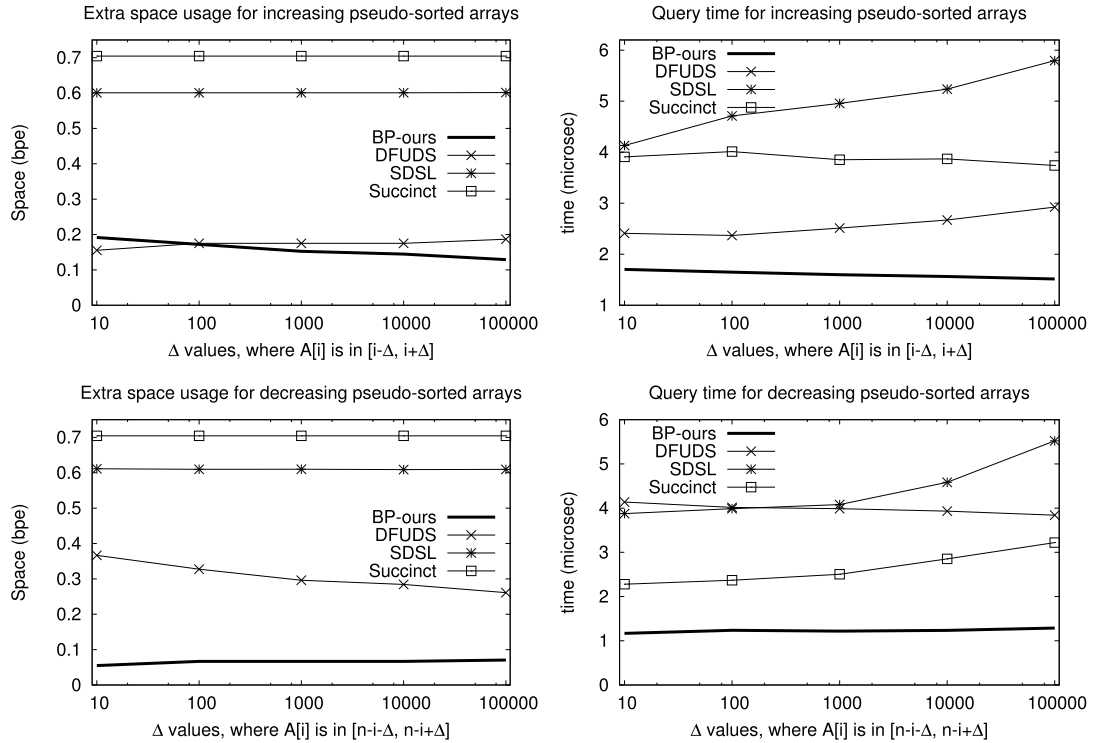 Extra space usage for increasing pseudo-sorted arrays
Space (bpe)
0.7
0.6
0.5
0.4
0.3
0.2
0.1
0
BP-ours
DFUDS
SDSL
Succinct
10 100 1000 10000 100000
Δ values, where A[i] is in [i-Δ, i+Δ]
Query time for increasing pseudo-sorted arrays
time (microsec)
6
5
4
3
2
1
BP-ours
DFUDS
SDSL
Succinct
10 100 1000 10000 100000
Δ values, where A[i] is in [i-Δ, i+Δ]
Extra space usage for decreasing pseudo-sorted arrays
Space (bpe)
0.7
0.6
0.5
0.4
0.3
0.2
0.1
0
BP-ours
DFUDS
SDSL
Succinct
10 100 1000 10000 100000
Δ values, where A[i] is in [n-i-Δ, n-i+Δ]
Query time for decreasing pseudo-sorted arrays
time (microsec)
6
5
4
3
2
1
0
BP-ours
DFUDS
SDSL
Succinct
10 100 1000 10000 100000
Δ values, where A[i] is in [n-i-Δ, n-i+Δ]